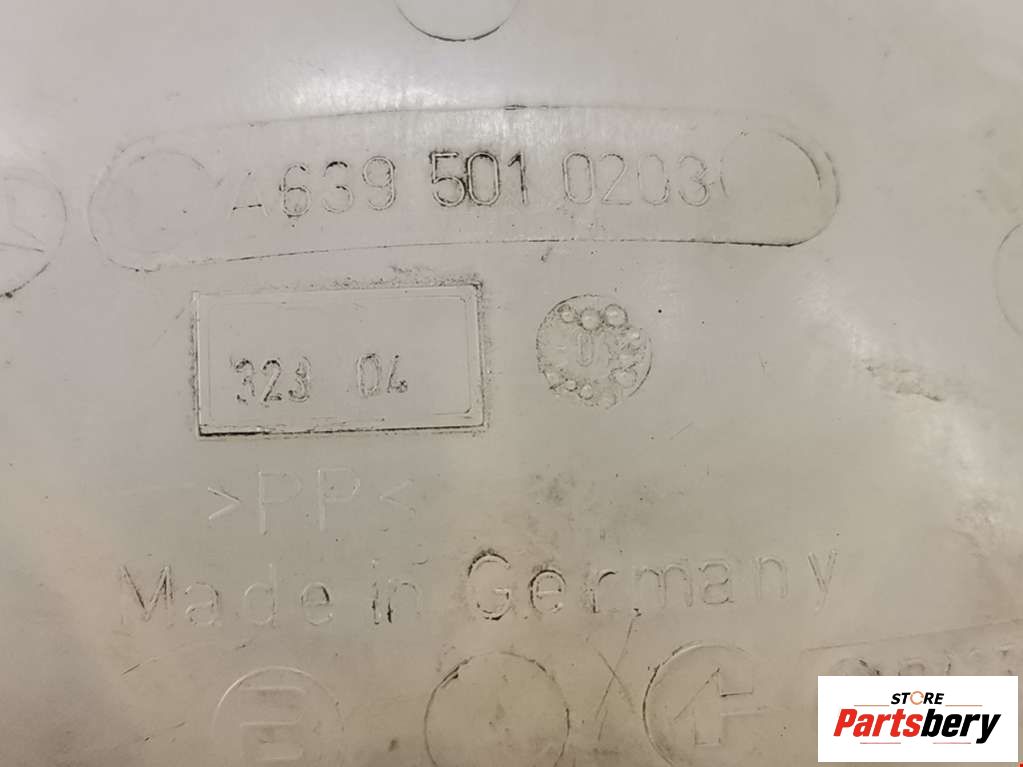 A639 501 0203
323 04
>PP<
Made in Germany
STORE
Partsbery